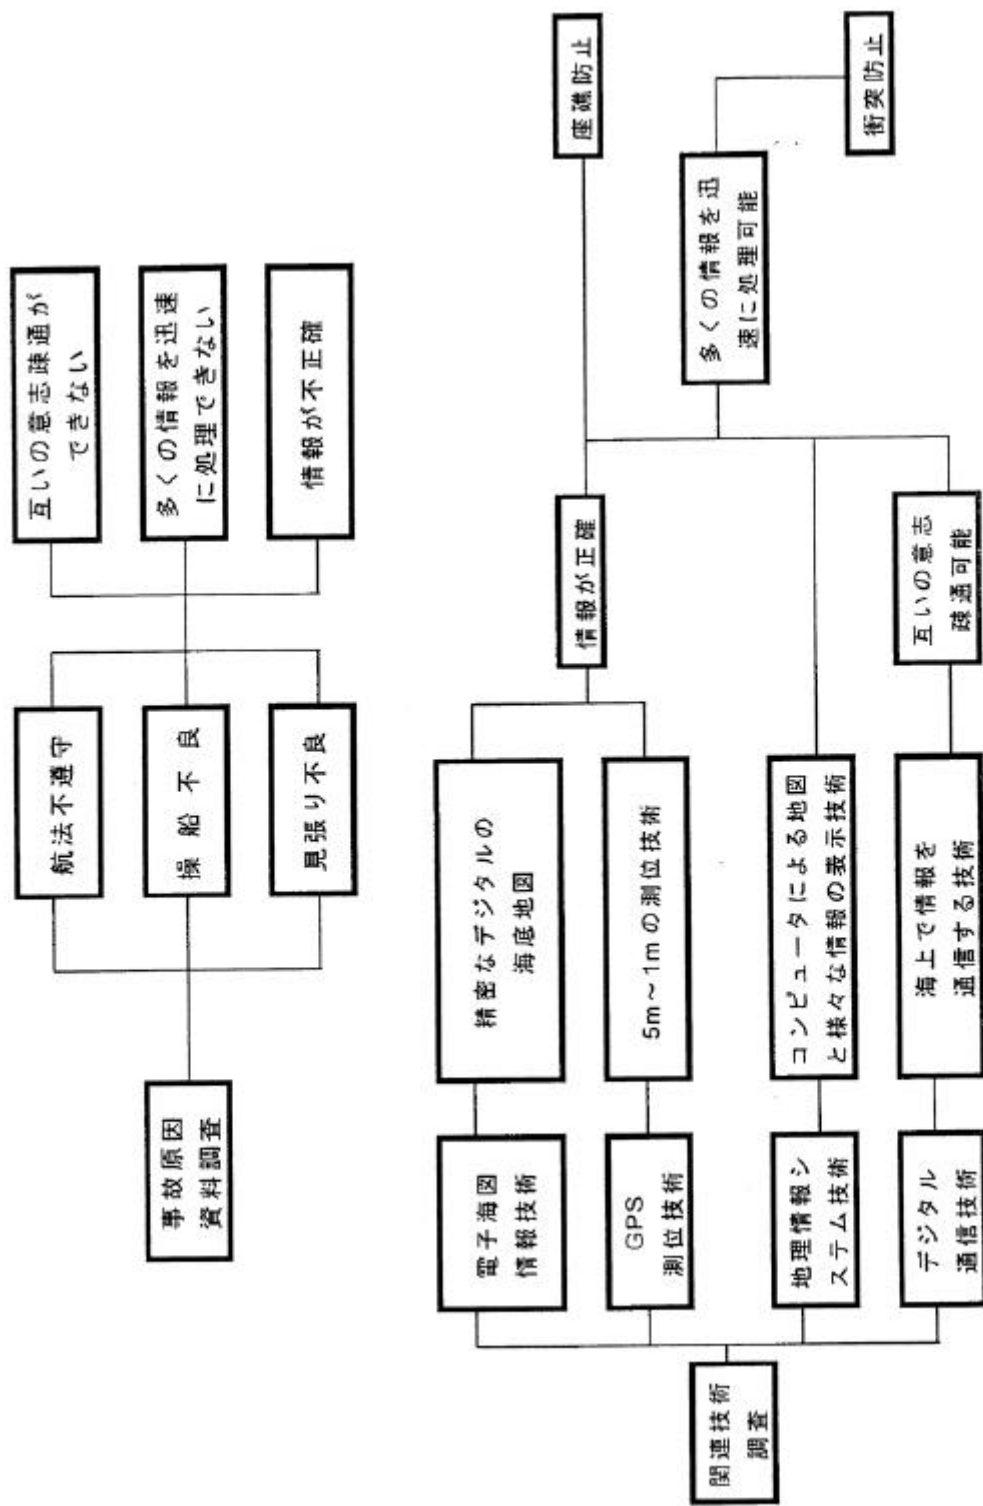 事故原因
資料調査
航法不遵守
操船不良
見張り不良
互いの意志疎通が
できない
多くの情報を迅速
に処理できない
情報が不正確
関連技術
調査
電子海図
情報技術
GPS
測位技術
地理情報シ
ステム技術
デジタル
通信技術
精密なデジタルの
海底地図
5m~1mの測位技術
コンピュータによる地図
と様々な情報の表示技術
海上で情報を
通信する技術
情報が正確
互いの意志
疎通可能
多くの情報を迅
速に処理可能
座礁防止
衝突防止